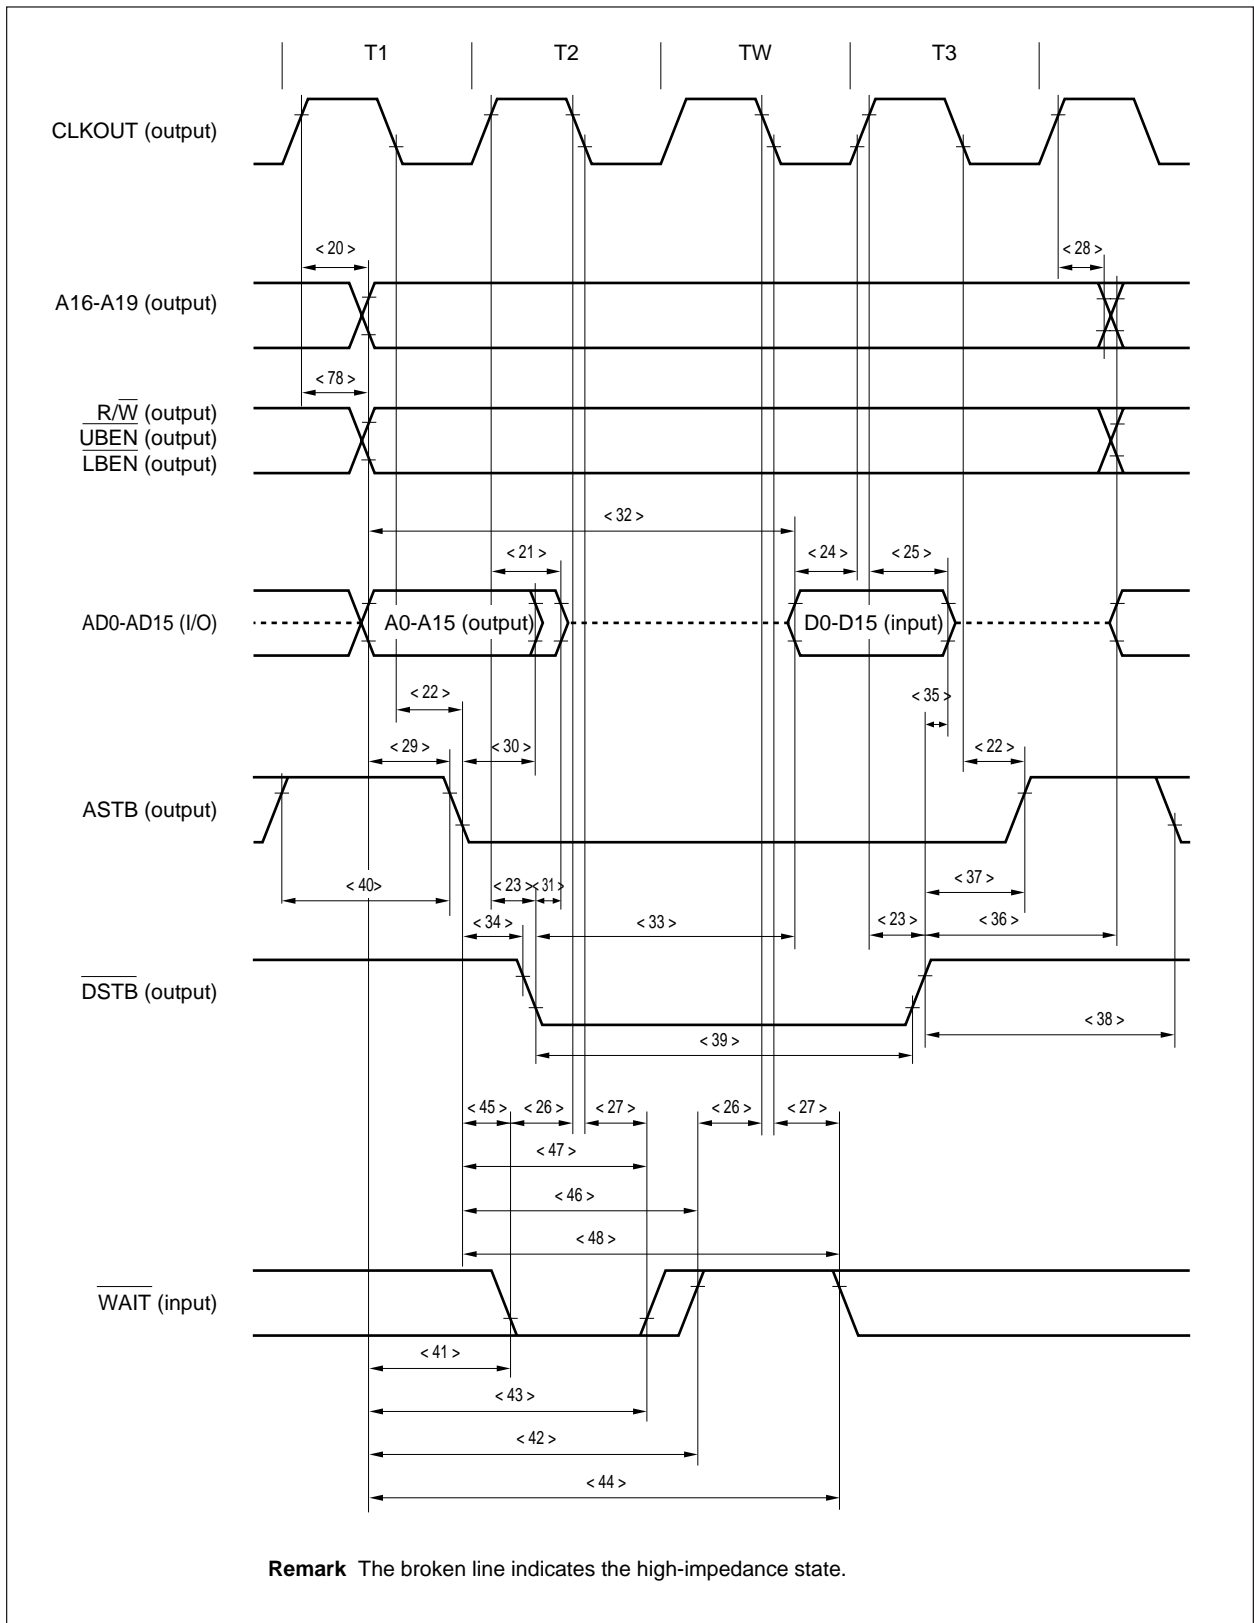 T1 T2 TW T3
CLKOUT (output)
< 20 > < 28 >
A16-A19 (output)
< 78 >
R/W (output)
UBEN (output)
LBEN (output)
< 32 >
< 21 > < 24 > < 25 >
AD0-AD15 (I/O) A0-A15 (output) D0-D15 (input)
< 22 > < 35 >
< 29 > < 30 > < 22 >
ASTB (output)
< 40> < 23 > < 31 > < 37 >
< 34 > < 33 > < 23 > < 36 >
DSTB (output)
< 38 >
< 39 >
< 45 > < 26 > < 27 > < 26 > < 27 >
< 47 >
< 46 >
< 48 >
WAIT (input)
< 41 >
< 43 >
< 42 >
< 44 >
Remark The broken line indicates the high-impedance state.